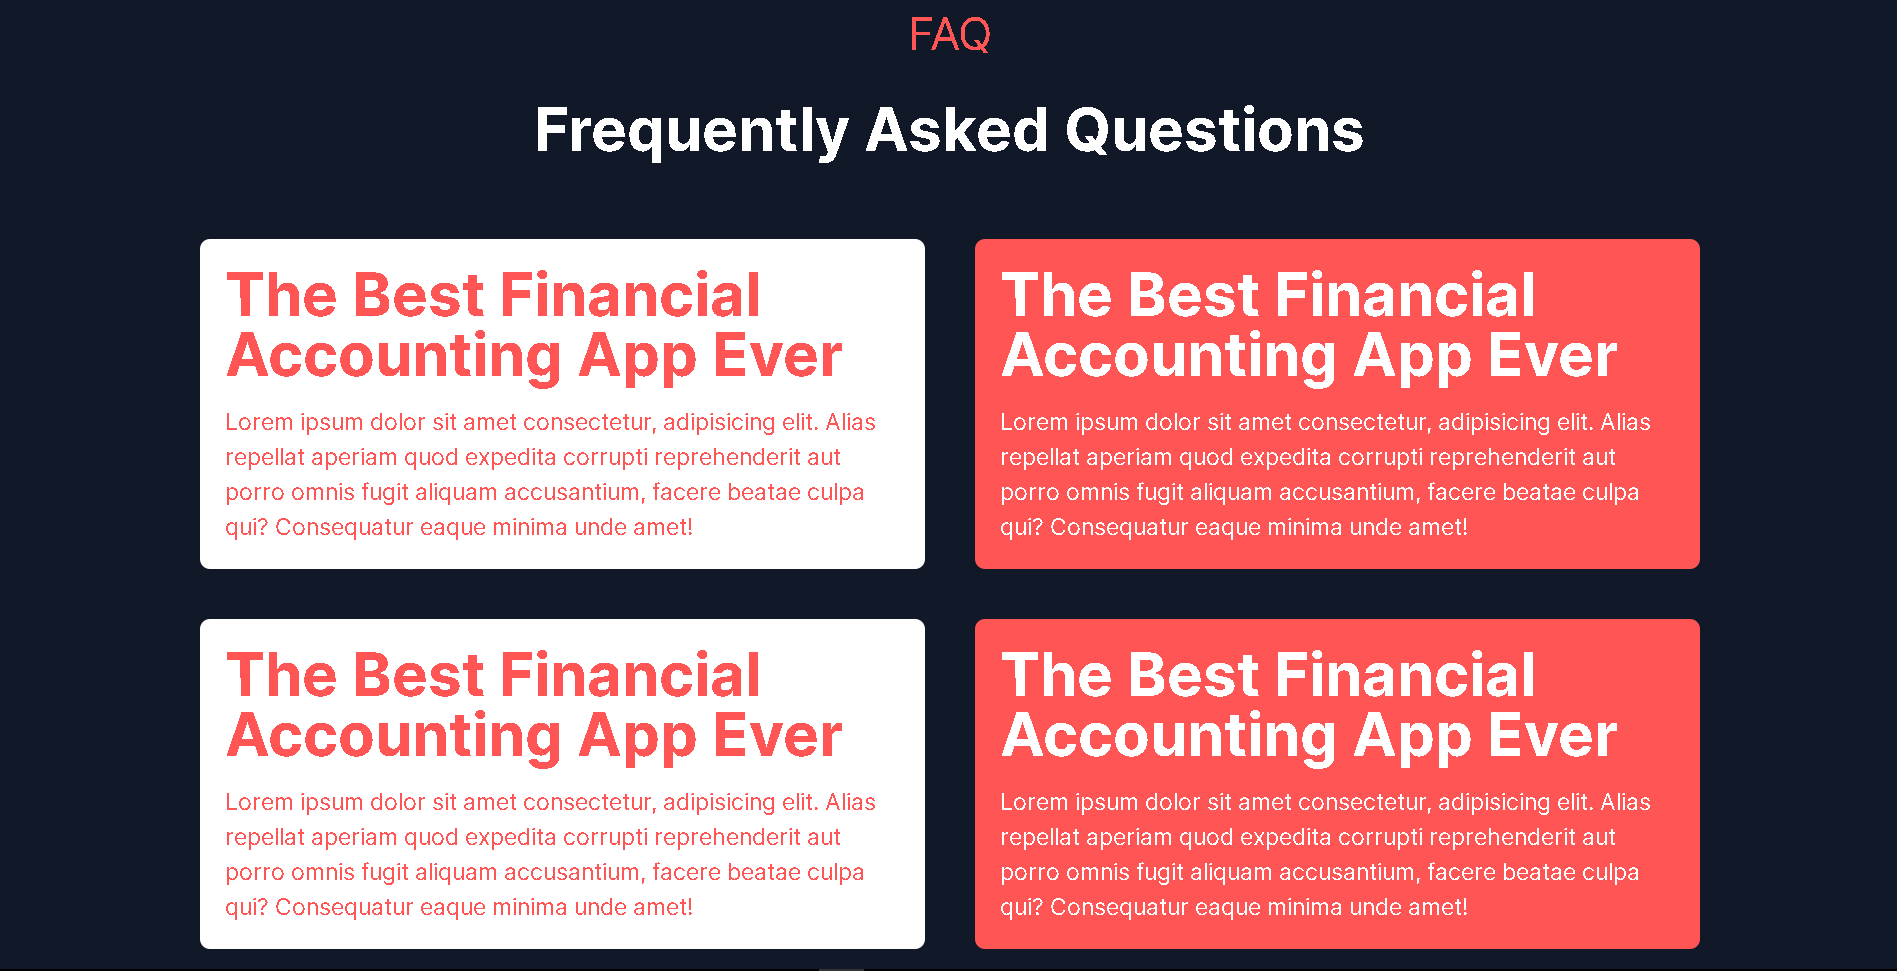 FAQ
Frequently Asked Questions
The Best Financial
Accounting App Ever
Lorem ipsum dolor sit amet consectetur, adipisicing elit. Alias
repellat aperiam quod expedita corrupti reprehenderit aut
porro omnis fugit aliquam accusantium, facere beatae culpa
qui? Consequatur eaque minima unde amet!
The Best Financial
Accounting App Ever
Lorem ipsum dolor sit amet consectetur, adipisicing elit. Alias
repellat aperiam quod expedita corrupti reprehenderit aut
porro omnis fugit aliquam accusantium, facere beatae culpa
qui? Consequatur eaque minima unde amet!
The Best Financial
Accounting App Ever
Lorem ipsum dolor sit amet consectetur, adipisicing elit. Alias
repellat aperiam quod expedita corrupti reprehenderit aut
porro omnis fugit aliquam accusantium, facere beatae culpa
qui? Consequatur eaque minima unde amet!
The Best Financial
Accounting App Ever
Lorem ipsum dolor sit amet consectetur, adipisicing elit. Alias
repellat aperiam quod expedita corrupti reprehenderit aut
porro omnis fugit aliquam accusantium, facere beatae culpa
qui? Consequatur eaque minima unde amet!